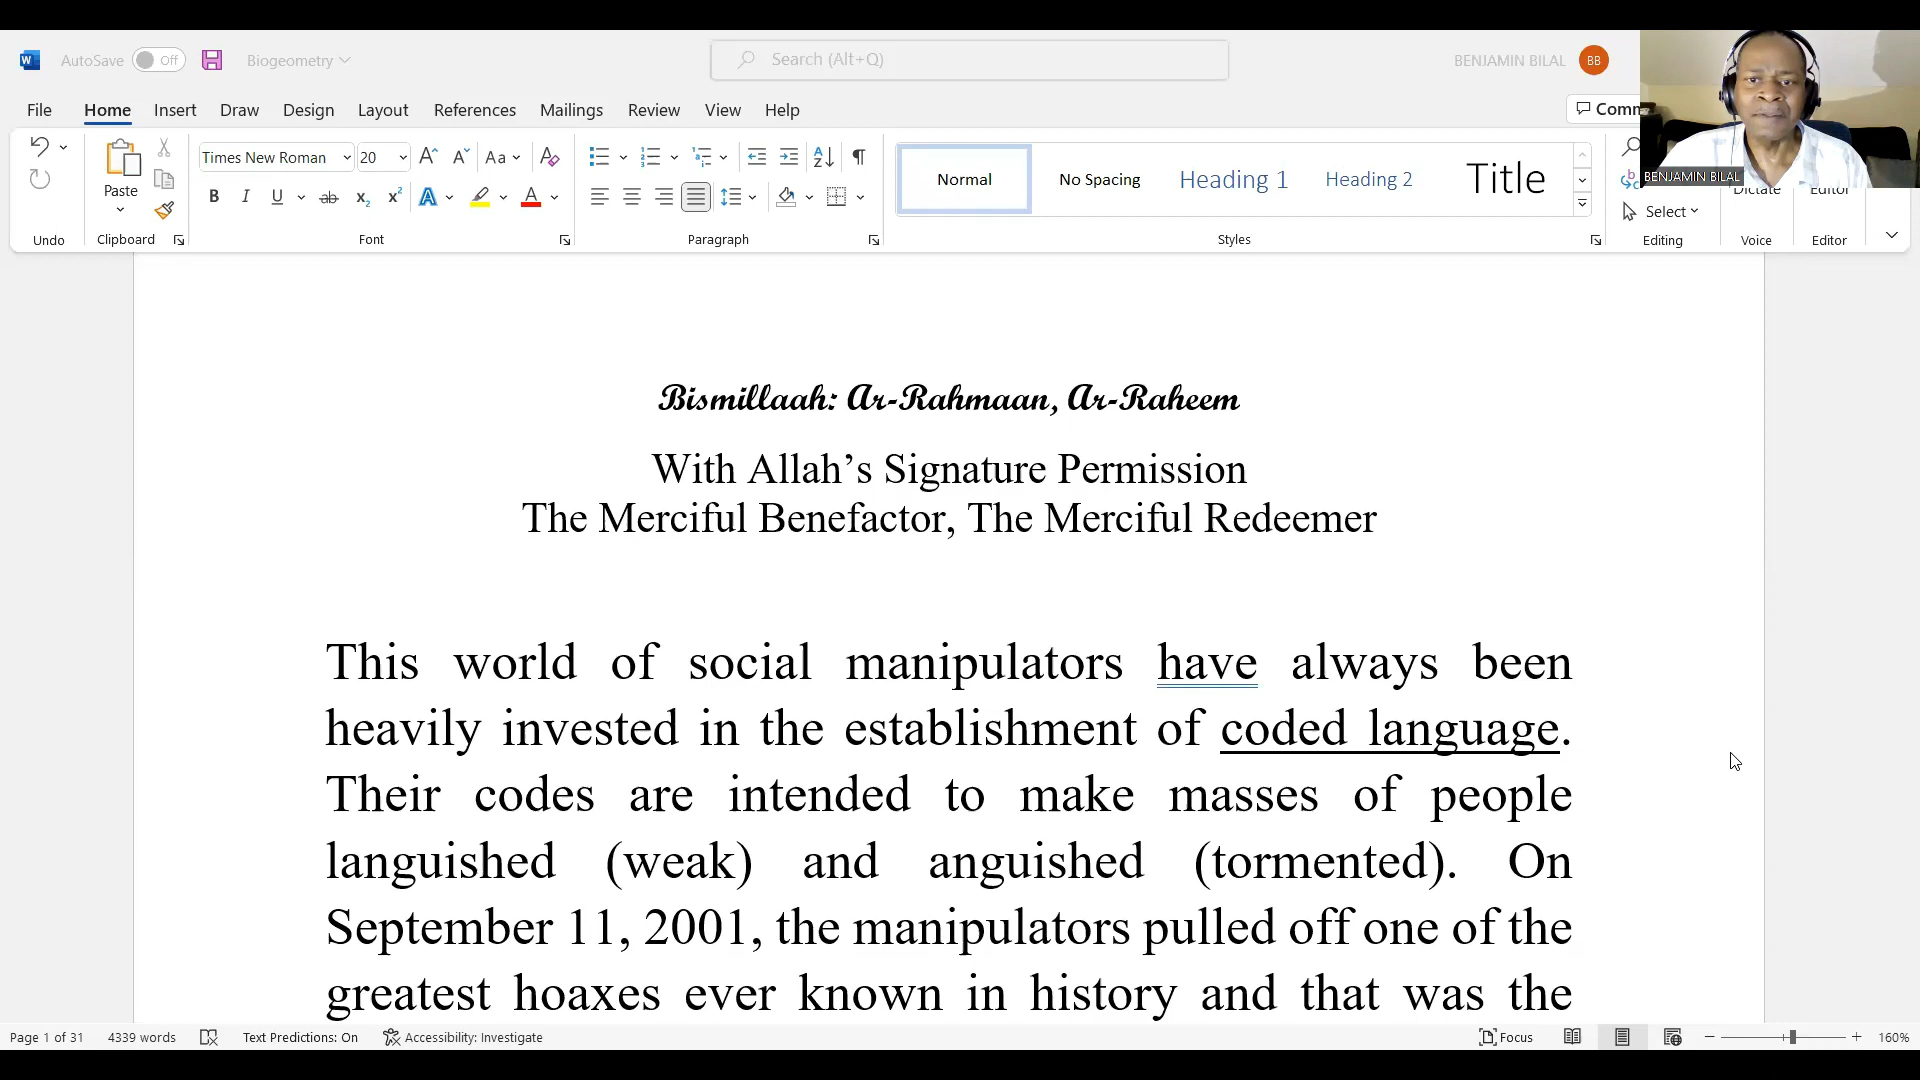 AutoSave Off Biogeometry Search (Alt+Q) BENJAMIN BILAL BB
File Home Insert Draw Design Layout References Mailings Review View Help
Times New Roman 20 Aa
Paste
Normal No Spacing Heading 1 Heading 2 Title
BENJAMIN BILAL
Select
Undo Clipboard Font Paragraph Styles Editing Voice Editor
Bismillaah: Ar-Rahmaan, Ar-Raheem
With Allah’s Signature Permission
The Merciful Benefactor, The Merciful Redeemer
This world of social manipulators have always been
heavily invested in the establishment of coded language.
Their codes are intended to make masses of people
languished (weak) and anguished (tormented). On
September 11, 2001, the manipulators pulled off one of the
greatest hoaxes ever known in history and that was the
Page 1 of 31 4339 words Text Predictions: On Accessibility: Investigate Focus 160%